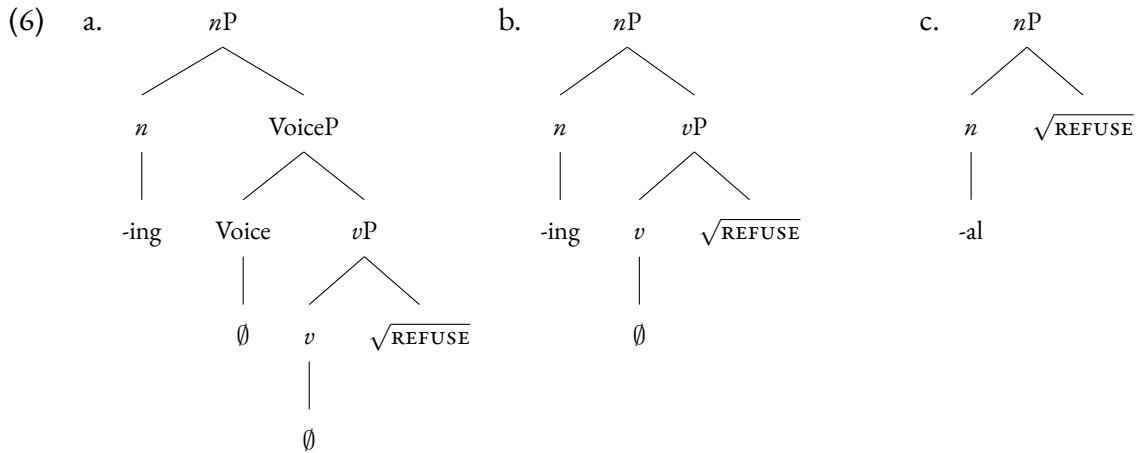 (6) a. nP b. nP c. nP
n VoiceP n vP n √REFUSE
-ing Voice vP -ing v √REFUSE -al
∅ v √REFUSE ∅
∅